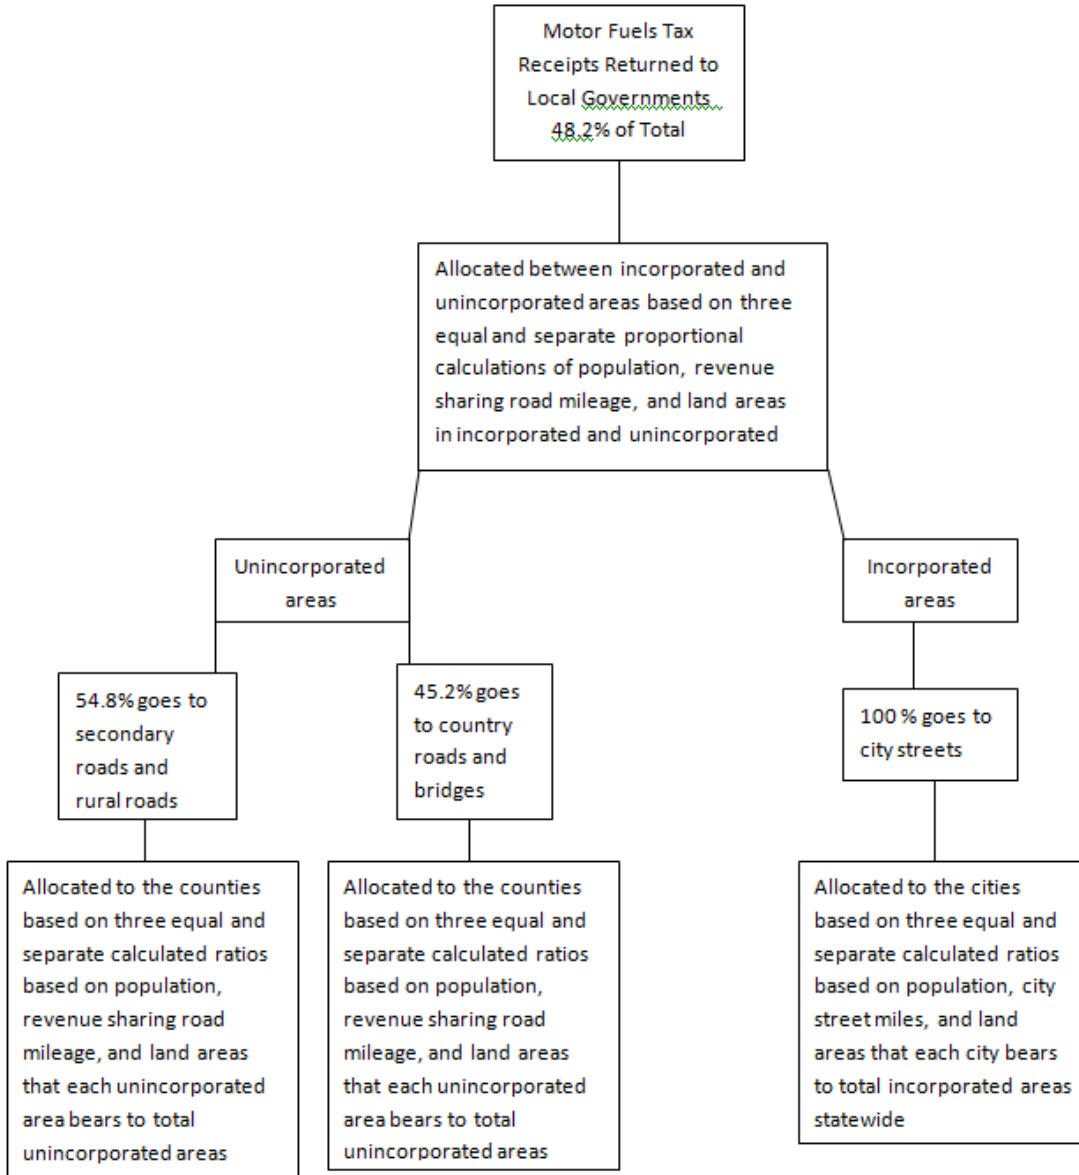 Motor Fuels Tax
Receipts Returned to
Local Governments
48.2% of Total
Allocated between incorporated and
unincorporated areas based on three
equal and separate proportional
calculations of population, revenue
sharing road mileage, and land areas
in incorporated and unincorporated
Unincorporated
areas
Incorporated
areas
54.8% goes to
secondary
roads and
rural roads
45.2% goes
to country
roads and
bridges
100 % goes to
city streets
Allocated to the counties
based on three equal and
separate calculated ratios
based on population,
revenue sharing road
mileage, and land areas
that each unincorporated
area bears to total
unincorporated areas
Allocated to the counties
based on three equal and
separate calculated ratios
based on population,
revenue sharing road
mileage, and land areas
that each unincorporated
area bears to total
unincorporated areas
Allocated to the cities
based on three equal and
separate calculated ratios
based on population, city
street miles, and land
areas that each city bears
to total incorporated areas
statewide